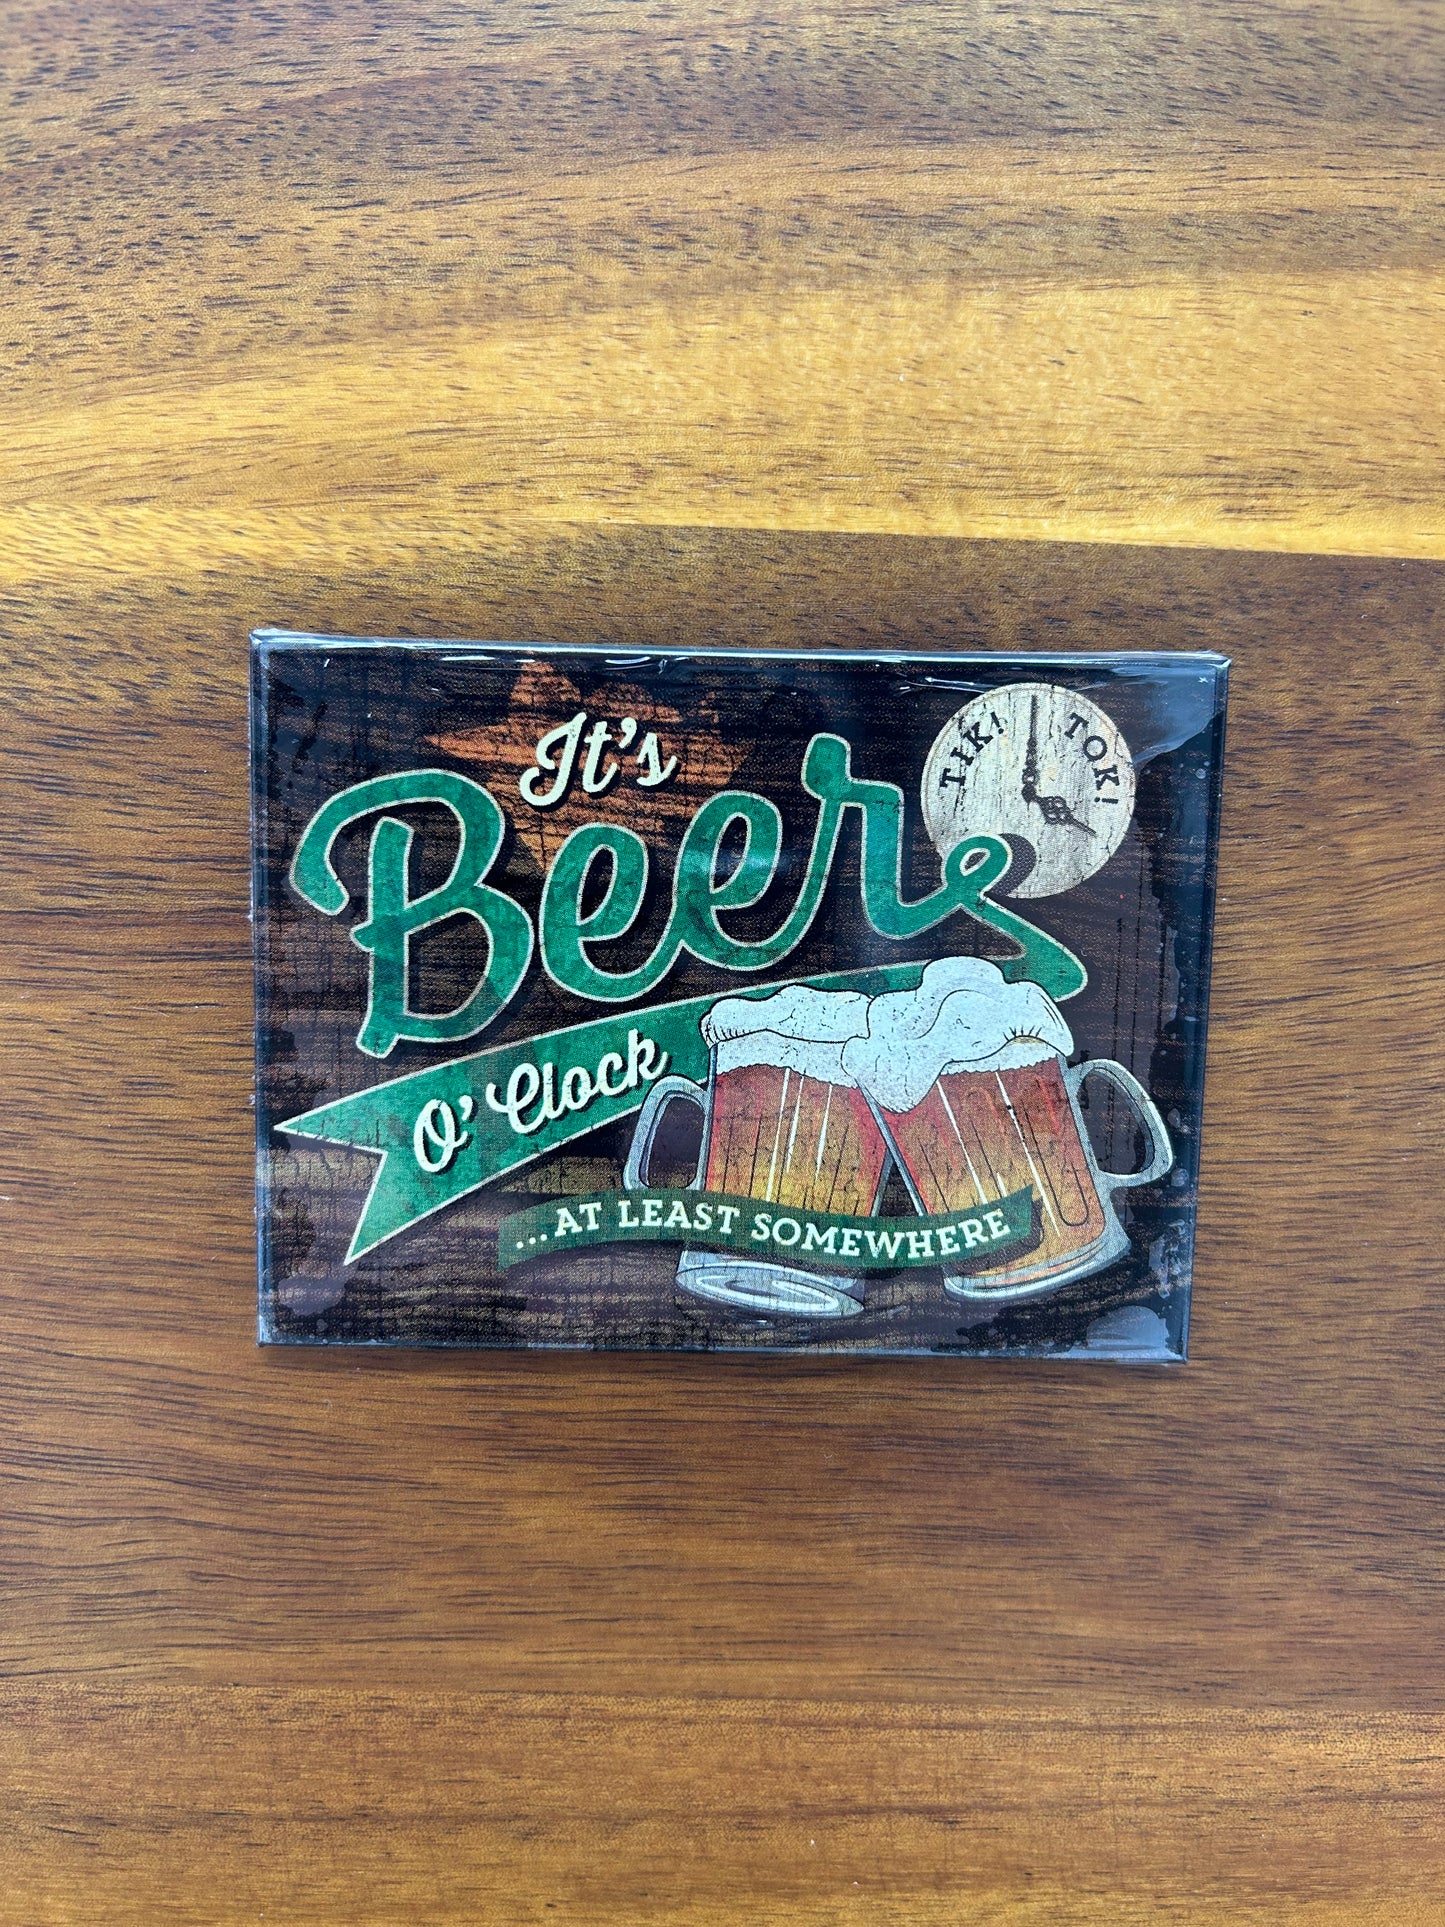 It's
Beer
TIK! TOK!
O' Clock
...AT LEAST SOMEWHERE